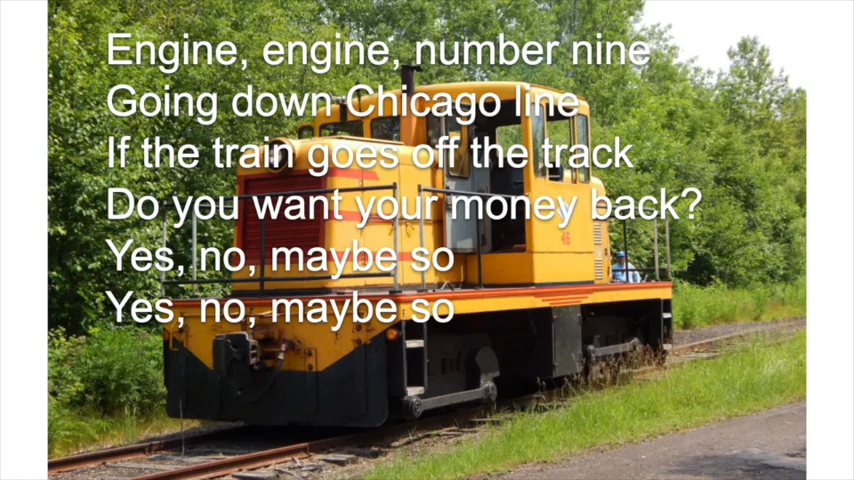 Engine, engine, number nine
Going down Chicago line
If the train goes off the track
Do you want your money back?
Yes, no, maybe so
Yes, no, maybe so
46